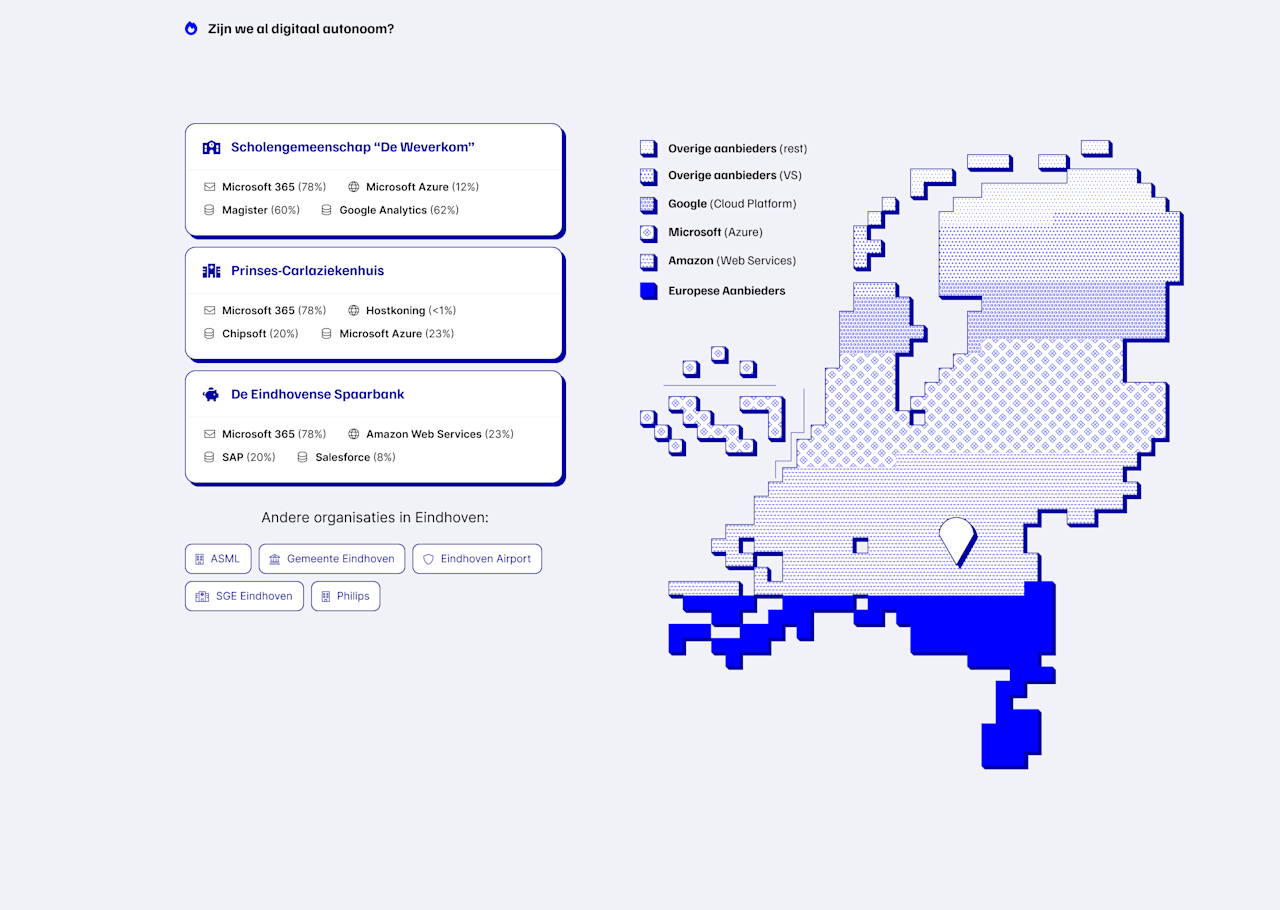 Zijn we al digitaal autonoom?
Scholengemeenschap “De Weverkom”
Microsoft 365 (78%) Microsoft Azure (12%)
Magister (60%) Google Analytics (62%)
Prinses-Carlaziekenhuis
Microsoft 365 (78%) Hostkoning (<1%)
Chipsoft (20%) Microsoft Azure (23%)
De Eindhovense Spaarbank
Microsoft 365 (78%) Amazon Web Services (23%)
SAP (20%) Salesforce (8%)
Andere organisaties in Eindhoven:
ASML Gemeente Eindhoven Eindhoven Airport
SGE Eindhoven Philips
Overige aanbieders (rest)
Overige aanbieders (VS)
Google (Cloud Platform)
Microsoft (Azure)
Amazon (Web Services)
Europese Aanbieders